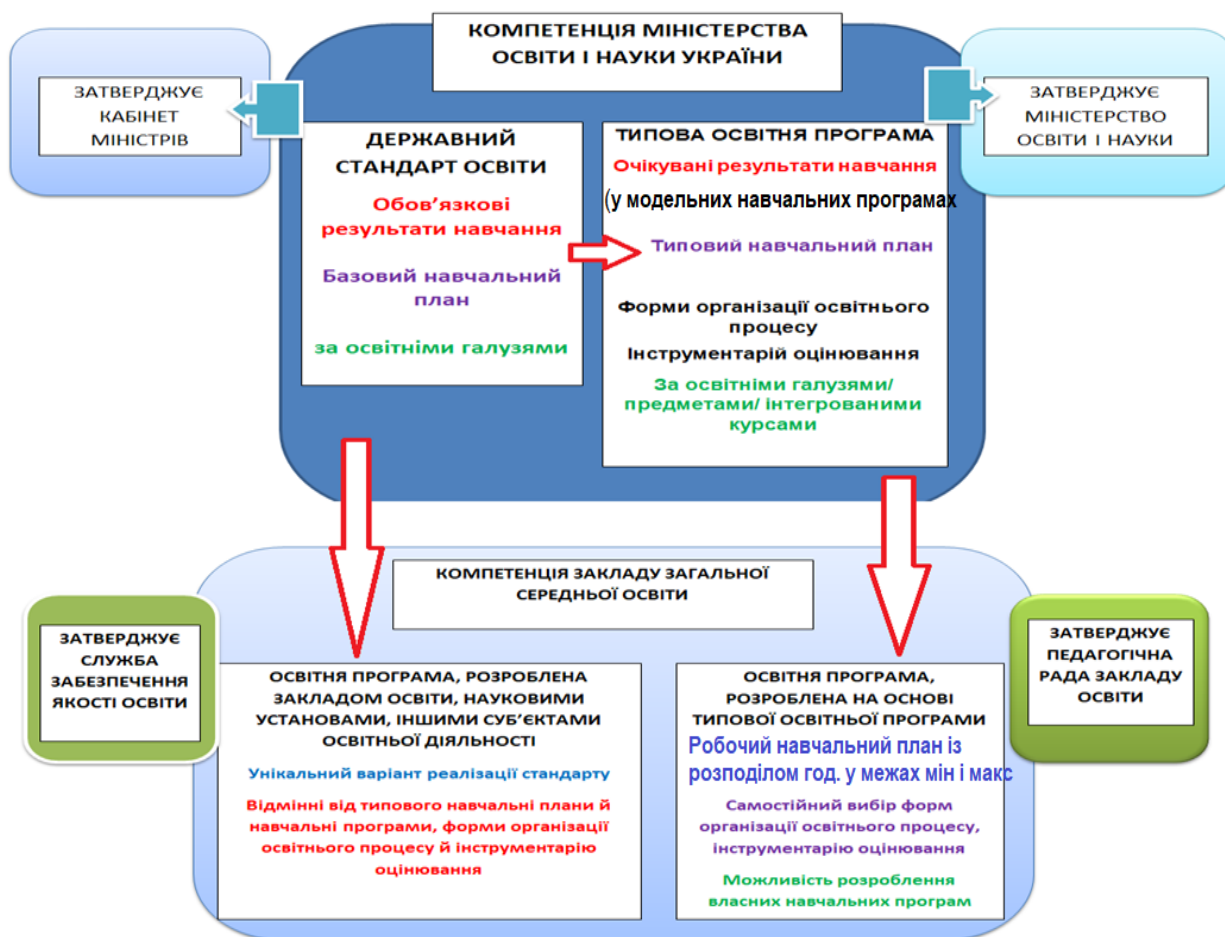 КОМПЕТЕНЦІЯ МІНІСТЕРСТВА
ОСВІТИ І НАУКИ УКРАЇНИ
ЗАТВЕРДЖУЄ
КАБІНЕТ
МІНІСТРІВ
ЗАТВЕРДЖУЄ
МІНІСТЕРСТВО
ОСВІТИ І НАУКИ
ДЕРЖАВНИЙ
СТАНДАРТ ОСВІТИ
Обов’язкові
результати навчання
Базовий навчальний
план
за освітніми галузями
ТИПОВА ОСВІТНЯ ПРОГРАМА
Очікувані результати навчання
(у модельних навчальних програмах
Типовий навчальний план
Форми організації освітнього
процесу
Інструментарій оцінювання
За освітніми галузями/
предметами/ інтегрованими
курсами
КОМПЕТЕНЦІЯ ЗАКЛАДУ ЗАГАЛЬНОЇ
СЕРЕДНЬОЇ ОСВІТИ
ЗАТВЕРДЖУЄ
СЛУЖБА
ЗАБЕЗПЕЧЕННЯ
ЯКОСТІ ОСВІТИ
ЗАТВЕРДЖУЄ
ПЕДАГОГІЧНА
РАДА ЗАКЛАДУ
ОСВІТИ
ОСВІТНЯ ПРОГРАМА, РОЗРОБЛЕНА
ЗАКЛАДОМ ОСВІТИ, НАУКОВИМИ
УСТАНОВАМИ, ІНШИМИ СУБ’ЄКТАМИ
ОСВІТНЬОЇ ДІЯЛЬНОСТІ
Унікальний варіант реалізації стандарту
Відмінні від типового навчальні плани й
навчальні програми, форми організації
освітнього процесу й інструментарію
оцінювання
ОСВІТНЯ ПРОГРАМА,
РОЗРОБЛЕНА НА ОСНОВІ
ТИПОВОЇ ОСВІТНЬОЇ ПРОГРАМИ
Робочий навчальний план із
розподілом год. у межах мін і макс
Самостійний вибір форм
організації освітнього процесу,
інструментарію оцінювання
Можливість розроблення
власних навчальних програм